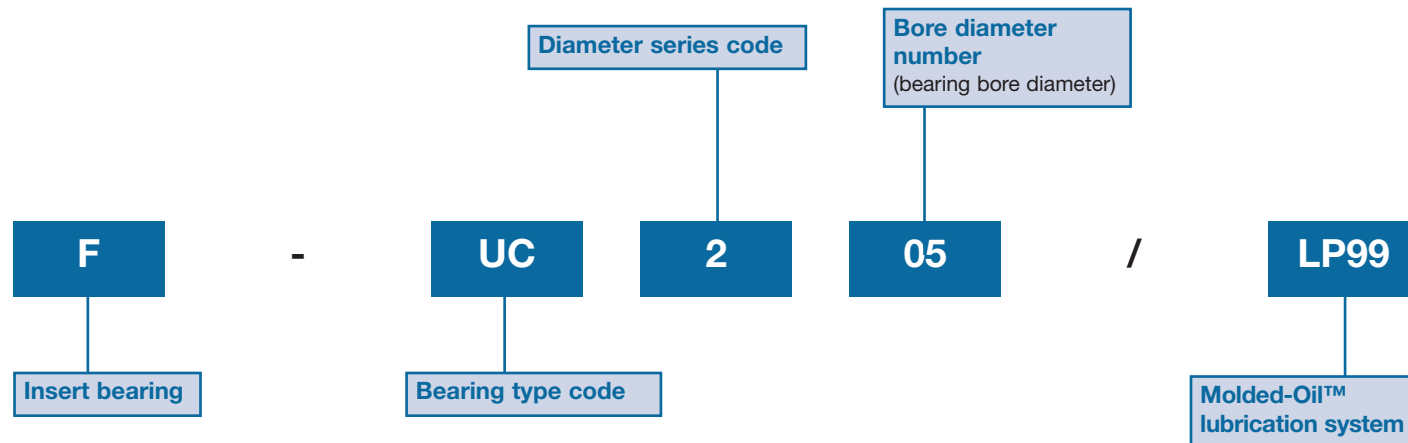 Diameter series code
Bore diameter
number
(bearing bore diameter)
F - UC 2 05 / LP99
Insert bearing
Bearing type code
Molded-Oil™
lubrication system